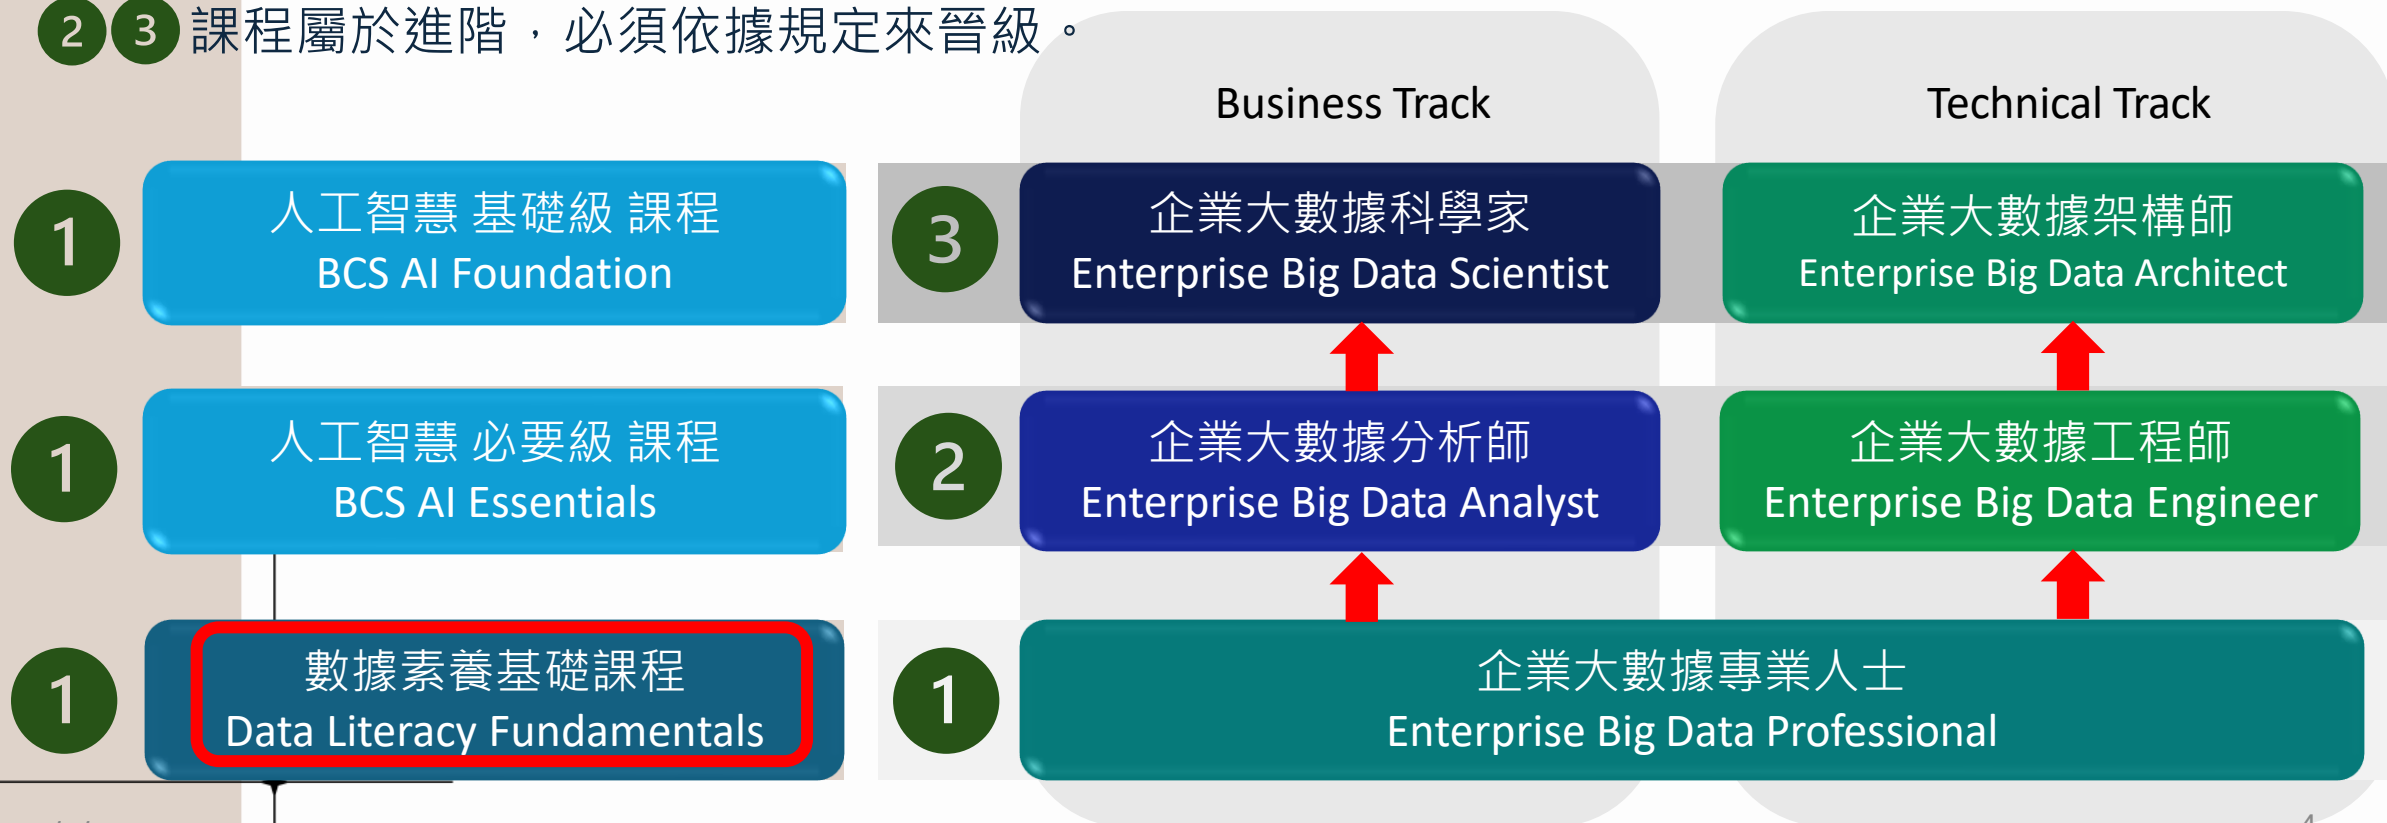 2 3 課程屬於進階，必須依據規定來晉級。
Business Track
Technical Track
1
人工智慧 基礎級 課程
BCS AI Foundation
3
企業大數據科學家
Enterprise Big Data Scientist
企業大數據架構師
Enterprise Big Data Architect
1
人工智慧 必要級 課程
BCS AI Essentials
2
企業大數據分析師
Enterprise Big Data Analyst
企業大數據工程師
Enterprise Big Data Engineer
1
數據素養基礎課程
Data Literacy Fundamentals
1
企業大數據專業人士
Enterprise Big Data Professional